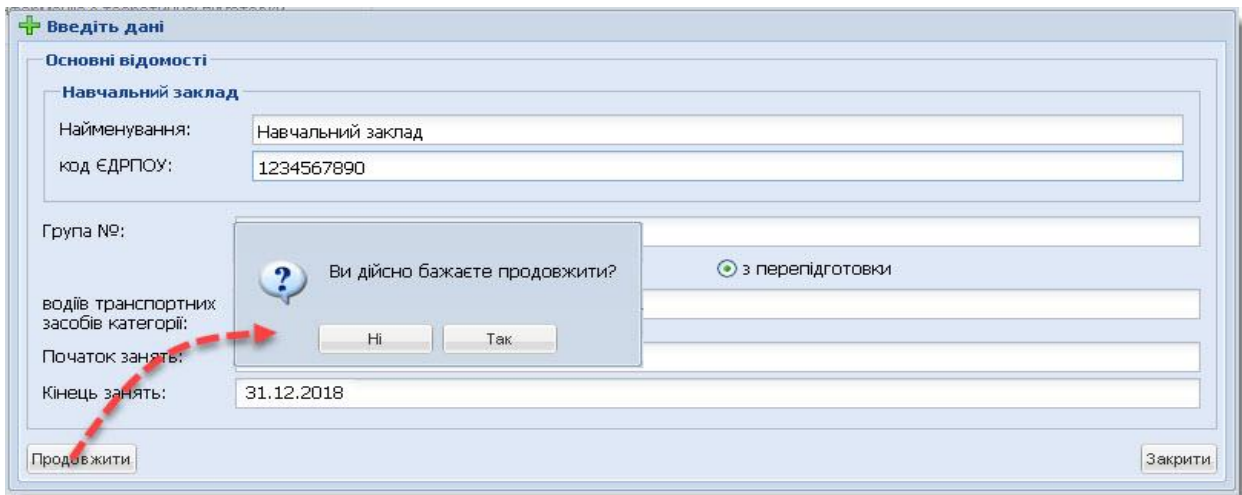 Введіть дані
Основні відомості
Навчальний заклад
Найменування: Навчальний заклад
код ЄДРПОУ: 1234567890
Група №:
Ви дійсно бажаєте продовжити?
з перепідготовки
водіїв транспортних
засобів категорії:
Ні Так
Початок занять:
Кінець занять: 31.12.2018
Продовжити Закрити